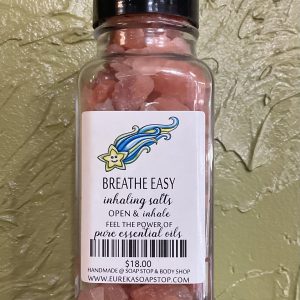 BREATHE EASY
inhaling salts
OPEN & inhale
FEEL THE POWER OF
pure essential oils
$18.00
HANDMADE @ SOAP STOP & BODY SHOP
WWW.EUREKASOAPSTOP.COM